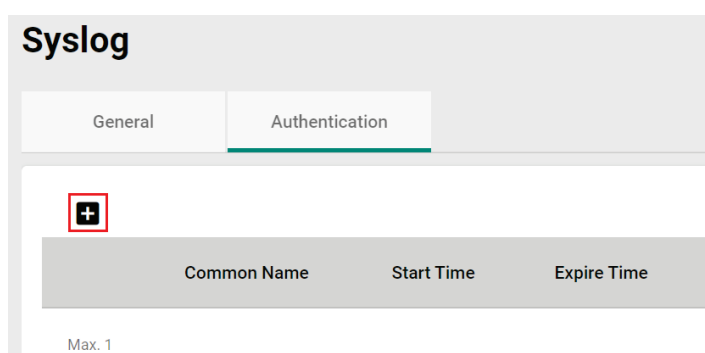 Syslog
General Authentication
Common Name Start Time Expire Time
Max. 1